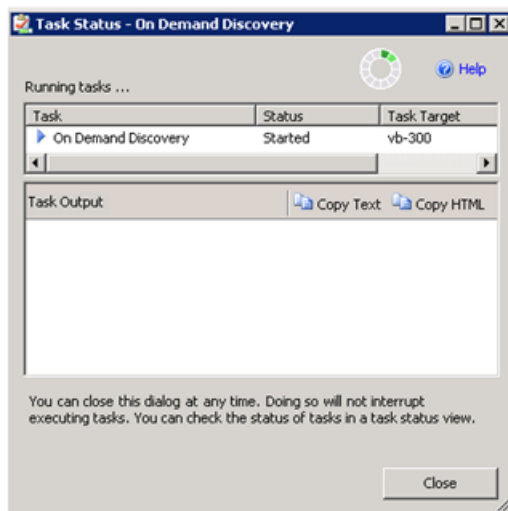 Task Status - On Demand Discovery
Help
Running tasks ...
Task Status Task Target
On Demand Discovery Started vb-300
Task Output Copy Text Copy HTML
You can close this dialog at any time. Doing so will not interrupt
executing tasks. You can check the status of tasks in a task status view.
Close